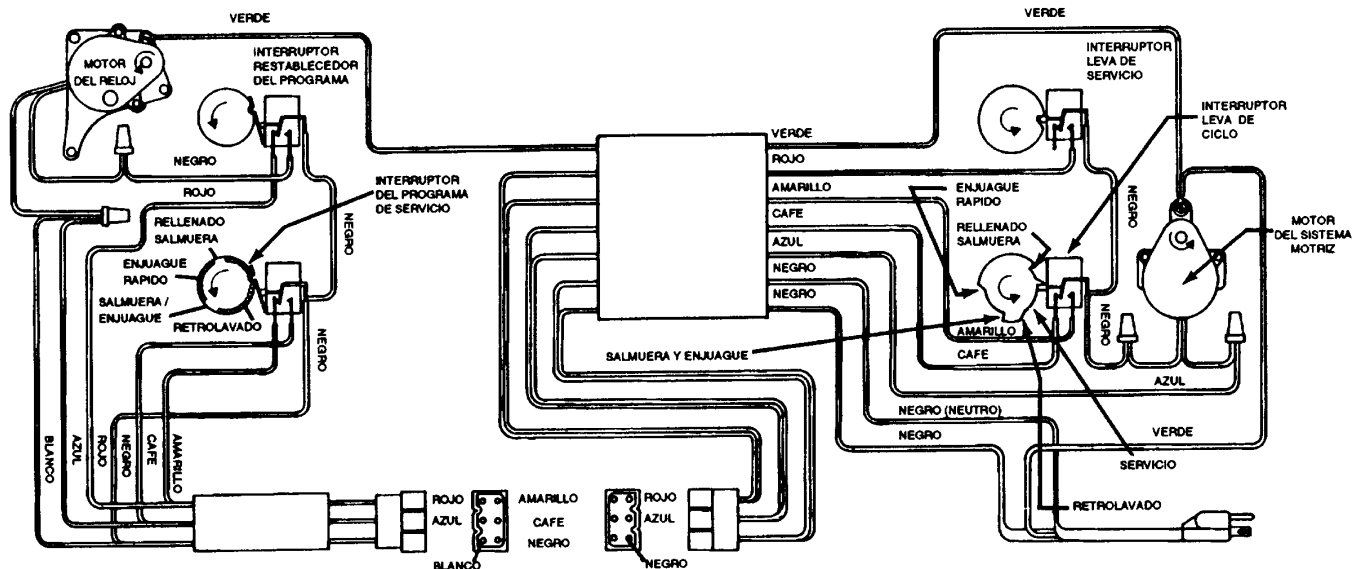 VERDE
MOTOR
DEL RELOJ
INTERRUPTOR
RESTABLECEDOR
DEL PROGRAMA
NEGRO
ROJO
INTERRUPTOR
DEL PROGRAMA
DE SERVICIO
NEGRO
RELLENADO
SALMUERA
ENJUAGUE
RAPIDO
SALMUERA /
ENJUAGUE
RETROLAVADO
NEGRO
BLANCO
AZUL
ROJO
NEGRO
CAFE
AMARILLO
ROJO
AZUL
BLANCO
AMARILLO
CAFE
NEGRO
ROJO
AZUL
NEGRO
VERDE
ROJO
AMARILLO
CAFE
AZUL
NEGRO
NEGRO
VERDE
INTERRUPTOR
LEVA DE
SERVICIO
INTERRUPTOR
LEVA DE
CICLO
ENJUAGUE
RAPIDO
RELLENADO
SALMUERA
NEGRO
MOTOR
DEL SISTEMA
MOTRIZ
AMARILLO
SALMUERA Y ENJUAGUE
CAFE
NEGRO
AZUL
NEGRO (NEUTRO)
NEGRO
VERDE
SERVICIO
RETROLAVADO